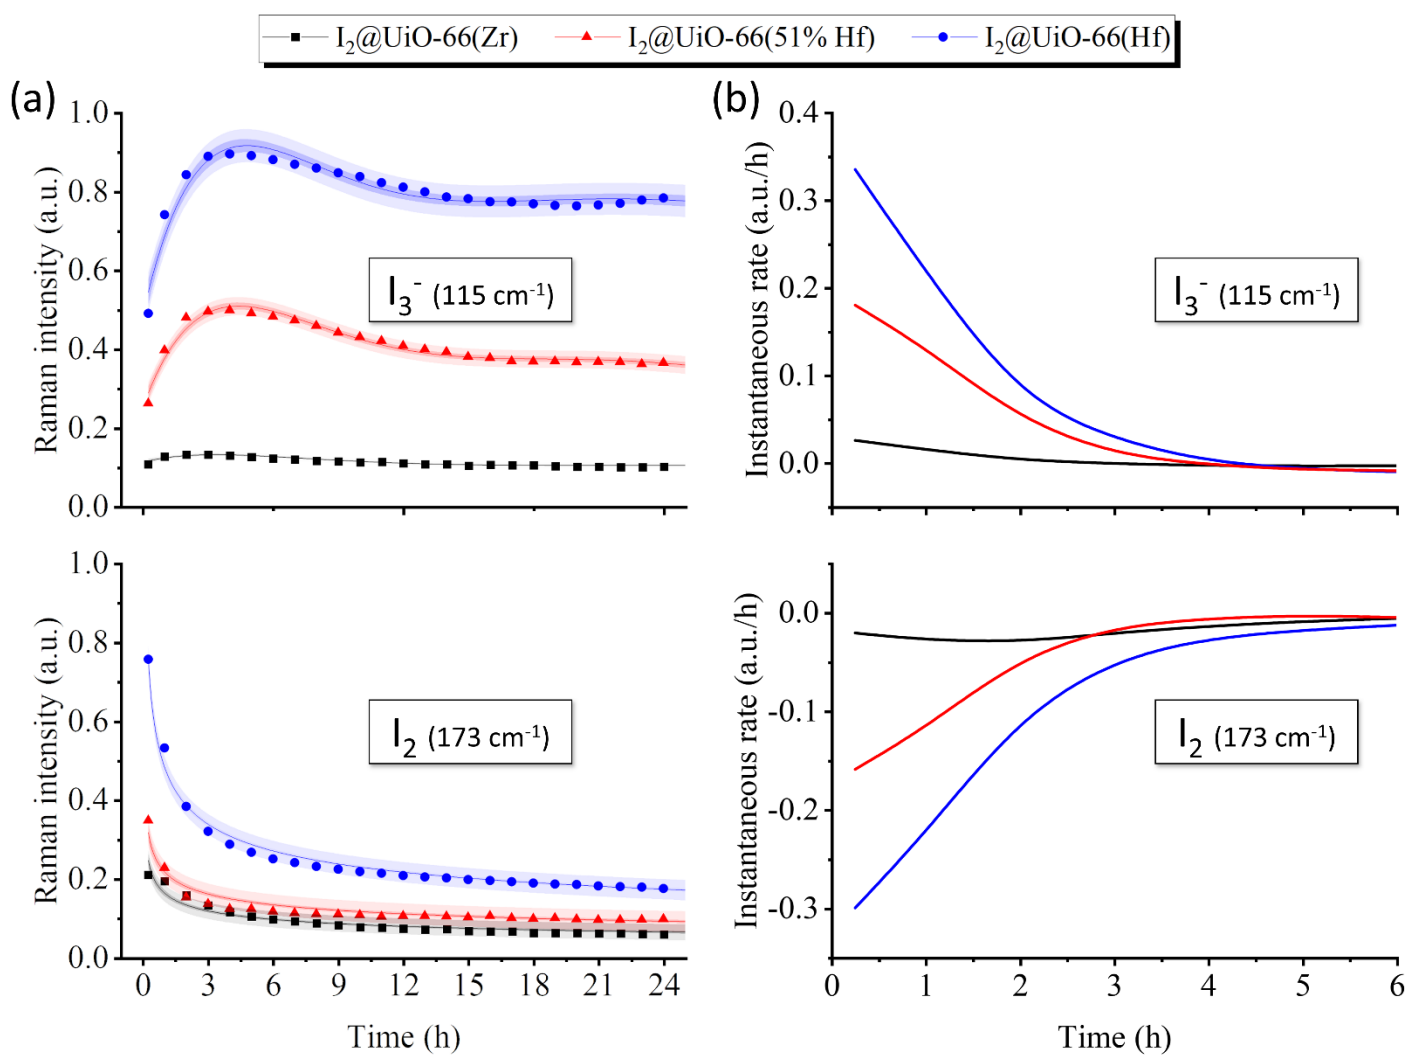 I₂@UiO-66(Zr) I₂@UiO-66(51% Hf) I₂@UiO-66(Hf)
(a)
1.0
0.8
0.6
0.4
0.2
0.0
Raman intensity (a.u.)
I₃⁻ (115 cm⁻¹)
0 6 12 18 24
1.0
0.8
0.6
0.4
0.2
0.0
Raman intensity (a.u.)
I₂ (173 cm⁻¹)
0 3 6 9 12 15 18 21 24
Time (h)
(b)
0.4
0.3
0.2
0.1
0.0
Instantaneous rate (a.u./h)
I₃⁻ (115 cm⁻¹)
0.0
-0.1
-0.2
-0.3
Instantaneous rate (a.u./h)
I₂ (173 cm⁻¹)
0 1 2 3 4 5 6
Time (h)